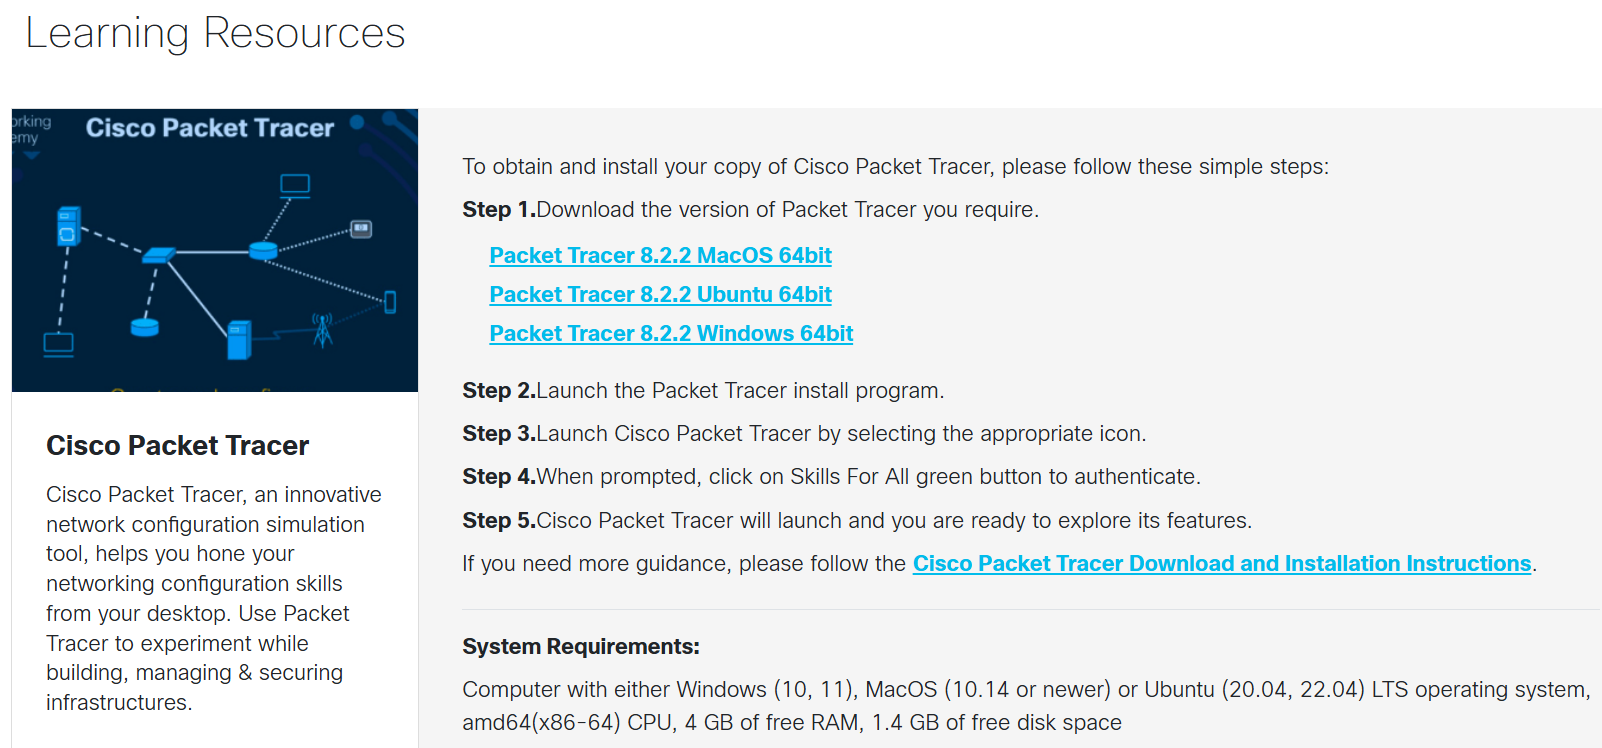 Learning Resources
Cisco Packet Tracer
To obtain and install your copy of Cisco Packet Tracer, please follow these simple steps:
Step 1.Download the version of Packet Tracer you require.
Packet Tracer 8.2.2 MacOS 64bit
Packet Tracer 8.2.2 Ubuntu 64bit
Packet Tracer 8.2.2 Windows 64bit
Step 2.Launch the Packet Tracer install program.
Step 3.Launch Cisco Packet Tracer by selecting the appropriate icon.
Step 4.When prompted, click on Skills For All green button to authenticate.
Step 5.Cisco Packet Tracer will launch and you are ready to explore its features.
If you need more guidance, please follow the Cisco Packet Tracer Download and Installation Instructions.
System Requirements:
Computer with either Windows (10, 11), MacOS (10.14 or newer) or Ubuntu (20.04, 22.04) LTS operating system,
amd64(x86-64) CPU, 4 GB of free RAM, 1.4 GB of free disk space
Cisco Packet Tracer
Cisco Packet Tracer, an innovative
network configuration simulation
tool, helps you hone your
networking configuration skills
from your desktop. Use Packet
Tracer to experiment while
building, managing & securing
infrastructures.